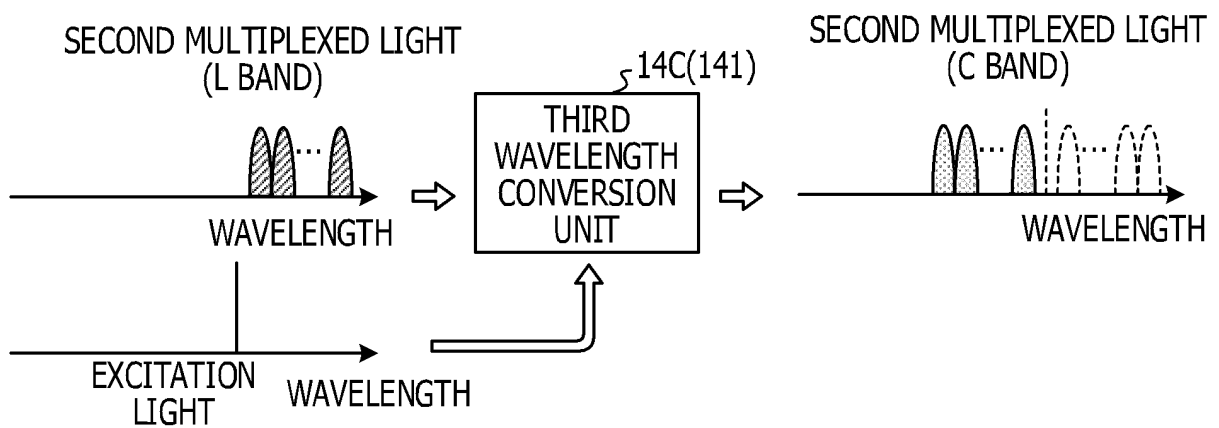 SECOND MULTIPLEXED LIGHT
(L BAND)
WAVELENGTH
EXCITATION
LIGHT
WAVELENGTH
14C(141)
THIRD
WAVELENGTH
CONVERSION
UNIT
SECOND MULTIPLEXED LIGHT
(C BAND)
WAVELENGTH